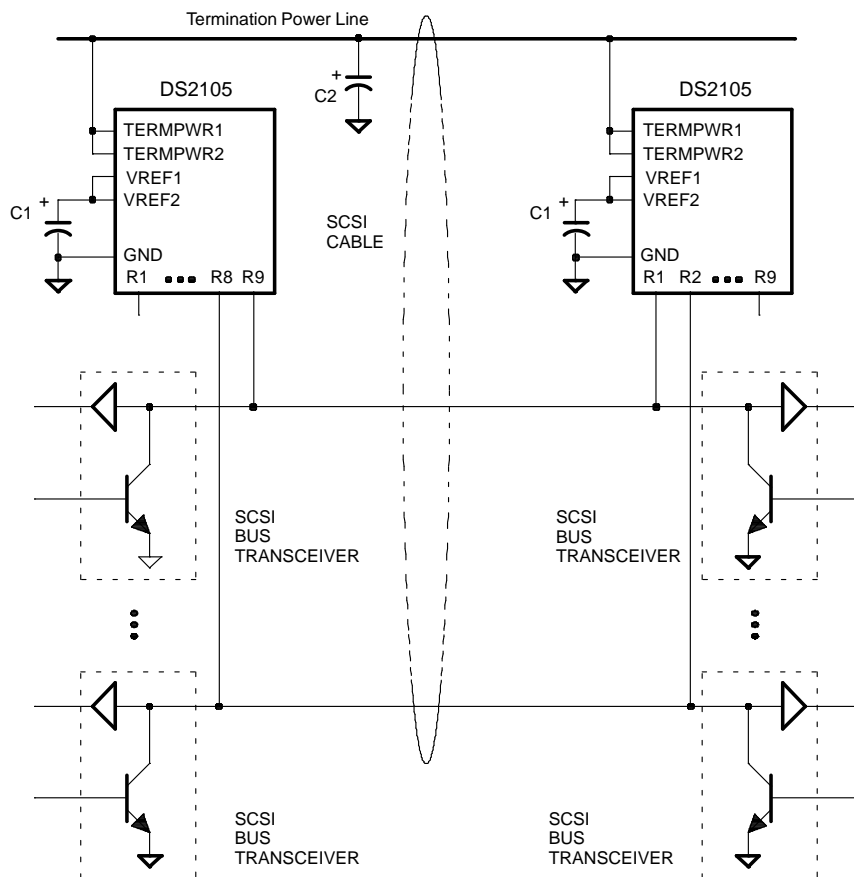 Termination Power Line
DS2105
TERMPWR1
TERMPWR2
VREF1
VREF2
GND
R1 ••• R8 R9
C1
+
+
C2
SCSI
CABLE
DS2105
TERMPWR1
TERMPWR2
VREF1
VREF2
GND
R1 R2 ••• R9
C1
+
SCSI
BUS
TRANSCEIVER
SCSI
BUS
TRANSCEIVER
SCSI
BUS
TRANSCEIVER
SCSI
BUS
TRANSCEIVER